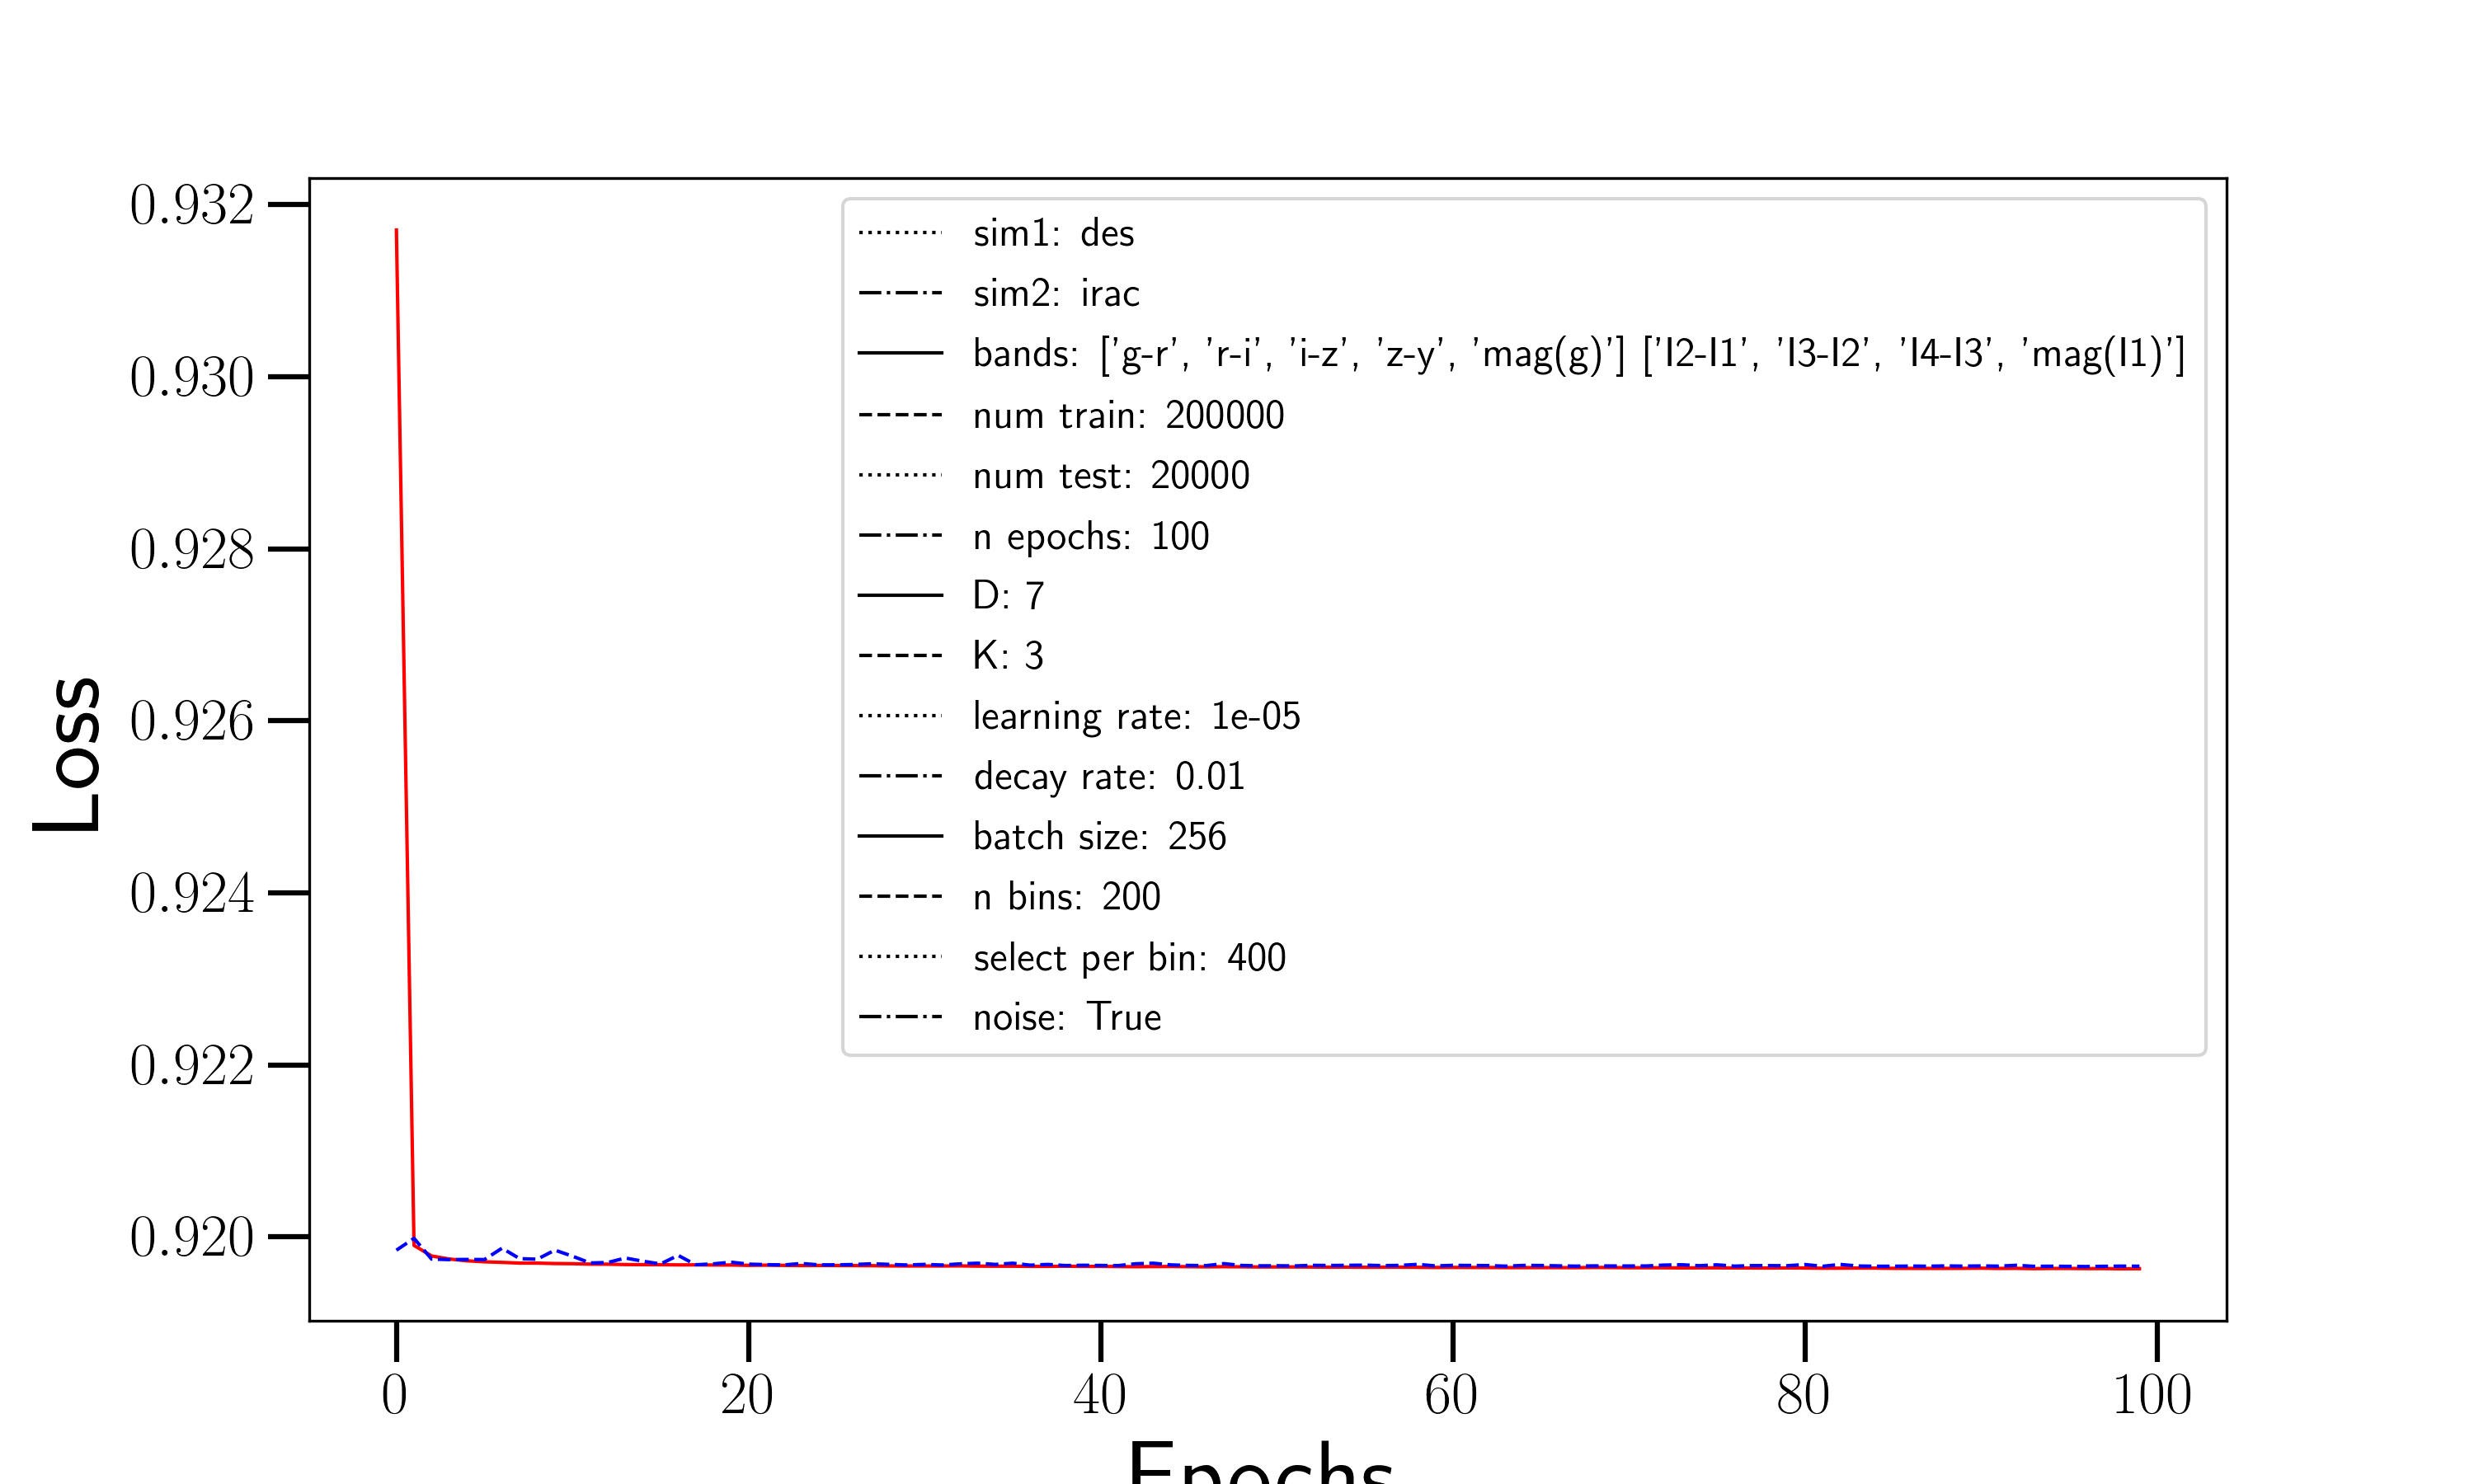 0.932
0.930
0.928
0.926
0.924
0.922
0.920
Loss
sim1: des
sim2: irac
bands: ['g-r', 'r-i', 'i-z', 'z-y', 'mag(g)'] ['I2-I1', 'I3-I2', 'I4-I3', 'mag(I1)']
num train: 200000
num test: 20000
n epochs: 100
D: 7
K: 3
learning rate: 1e-05
decay rate: 0.01
batch size: 256
n bins: 200
select per bin: 400
noise: True
0 20 40 60 80 100
Epochs